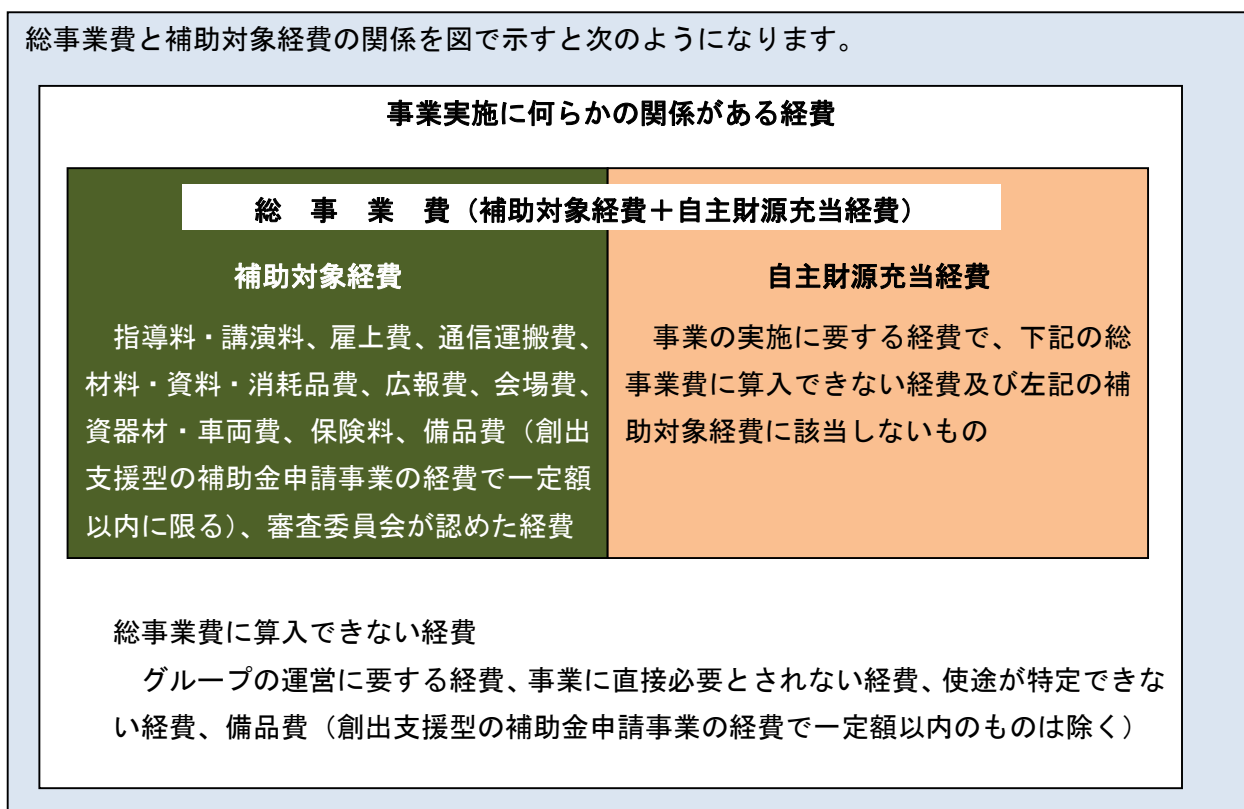 総事業費と補助対象経費の関係を図で示すと次のようになります。
事業実施に何らかの関係がある経費
総　事　業　費（補助対象経費＋自主財源充当経費）
補助対象経費
指導料・講演料、雇上費、通信運搬費、
材料・資料・消耗品費、広報費、会場費、
資器材・車両費、保険料、備品費（創出
支援型の補助金申請事業の経費で一定額
以内に限る）、審査委員会が認めた経費
自主財源充当経費
事業の実施に要する経費で、下記の総
事業費に算入できない経費及び左記の補
助対象経費に該当しないもの
総事業費に算入できない経費
グループの運営に要する経費、事業に直接必要とされない経費、使途が特定できな
い経費、備品費（創出支援型の補助金申請事業の経費で一定額以内のものは除く）